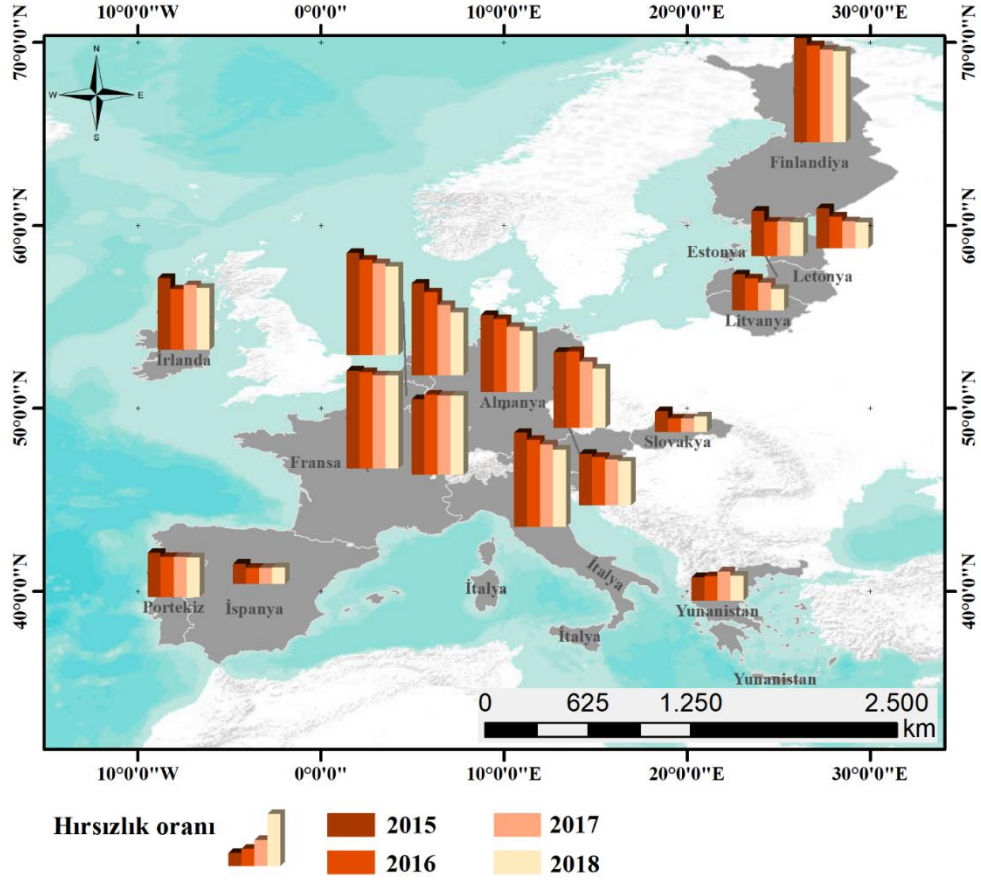 10°0'0"W 0°0'0" 10°0'0"E 20°0'0"E 30°0'0"E
70°0'0"N 70°0'0"N
N
W E
S
Finlandiya
60°0'0"N 60°0'0"N
Estonya
Letonya
Litvanya
İrlanda
50°0'0"N 50°0'0"N
Almanya
Slovakya
Fransa
İtalya
40°0'0"N 40°0'0"N
Portekiz İspanya İtalya Yunanistan
İtalya
Yunanistan
0 625 1.250 2.500
km
10°0'0"W 0°0'0" 10°0'0"E 20°0'0"E 30°0'0"E
Hırsızlık oranı 2015 2017
2016 2018